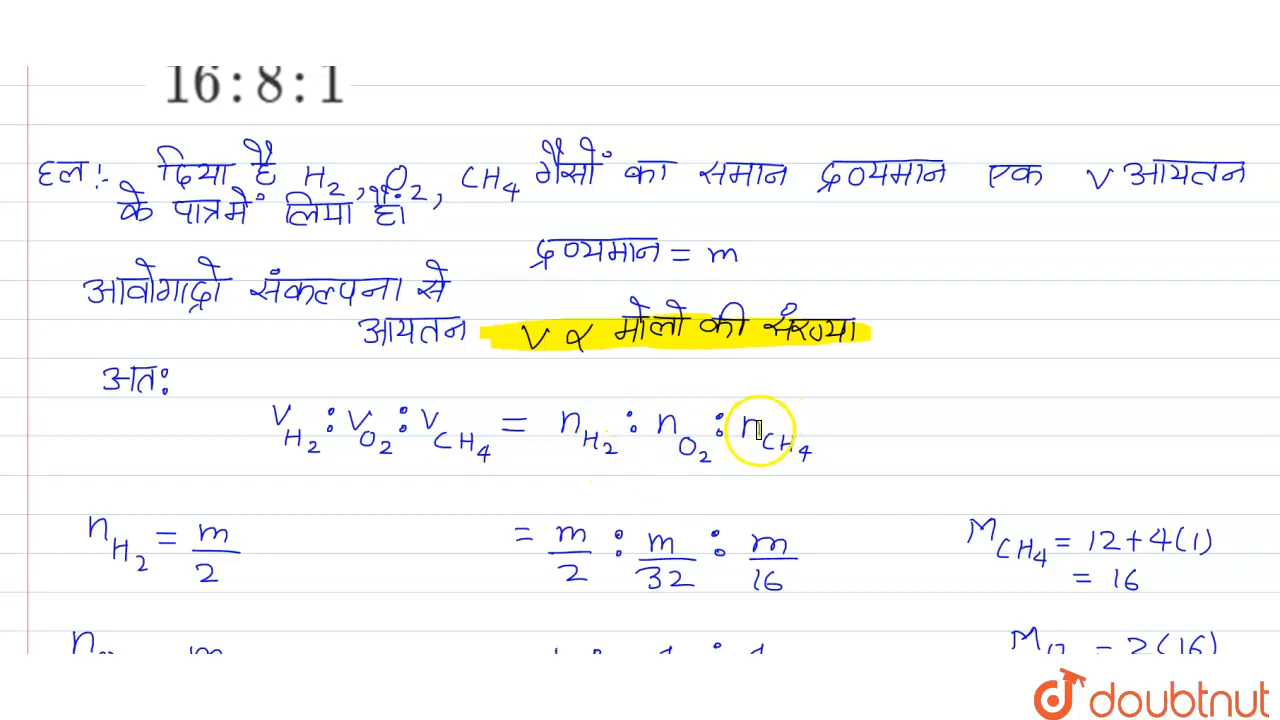 16 : 8 : 1
हल :- दिया है H2, O2, CH4 गैसों का समान द्रव्यमान एक V आयतन
के पात्र में लिया है।
द्रव्यमान = m
आवोगाद्रो संकल्पना से
आयतन V ∝ मोलो की संख्या
अतः
VH2 : VO2 : VCH4 = nH2 : nO2 : nCH4
nH2 = m/2 = m/2 : m/32 : m/16 MCH4 = 12+4(1)
= 16
doubtnut